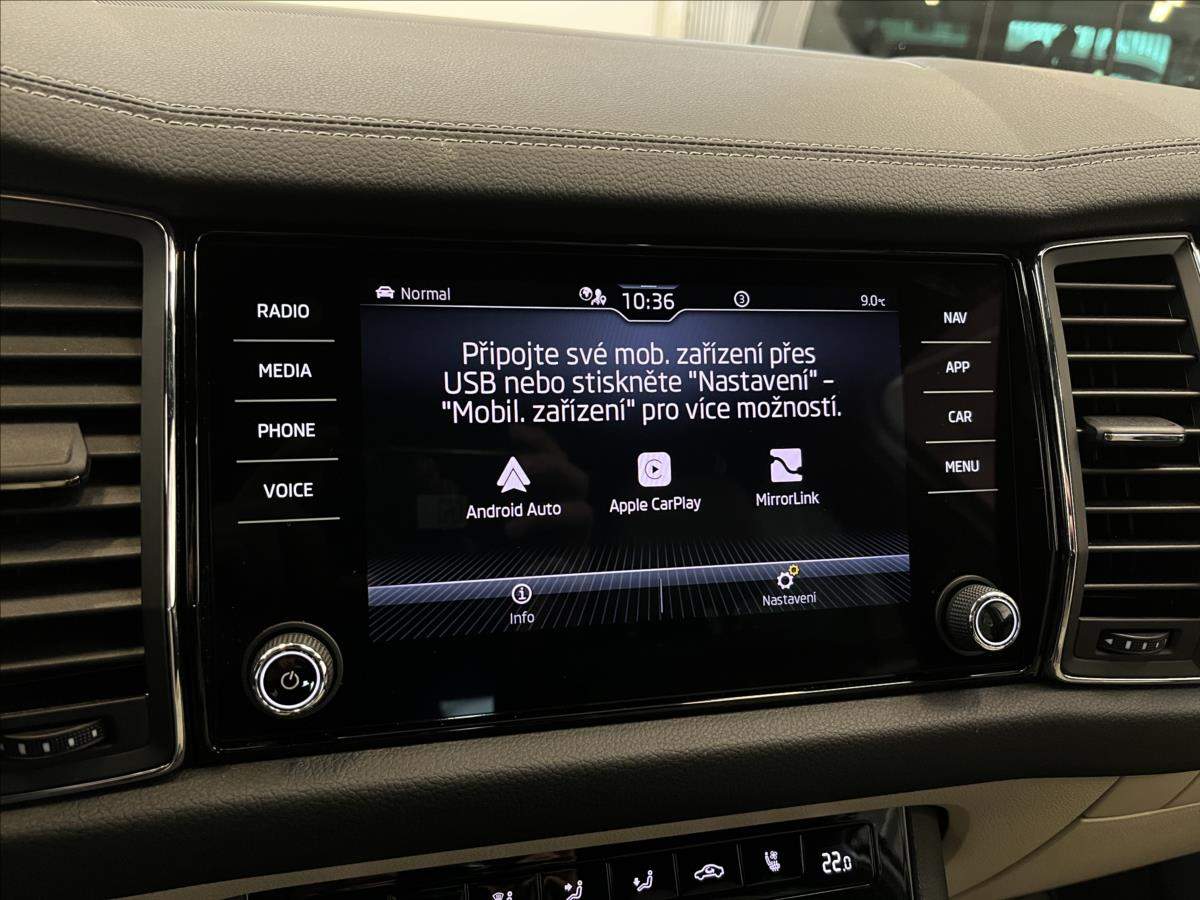 Normal
10:36
3
9.0°C
RADIO
MEDIA
PHONE
VOICE
Připojte své mob. zařízení přes
USB nebo stiskněte "Nastavení" –
"Mobil. zařízení" pro více možností.
Android Auto
Apple CarPlay
MirrorLink
Info
Nastavení
NAV
APP
CAR
MENU
22.0